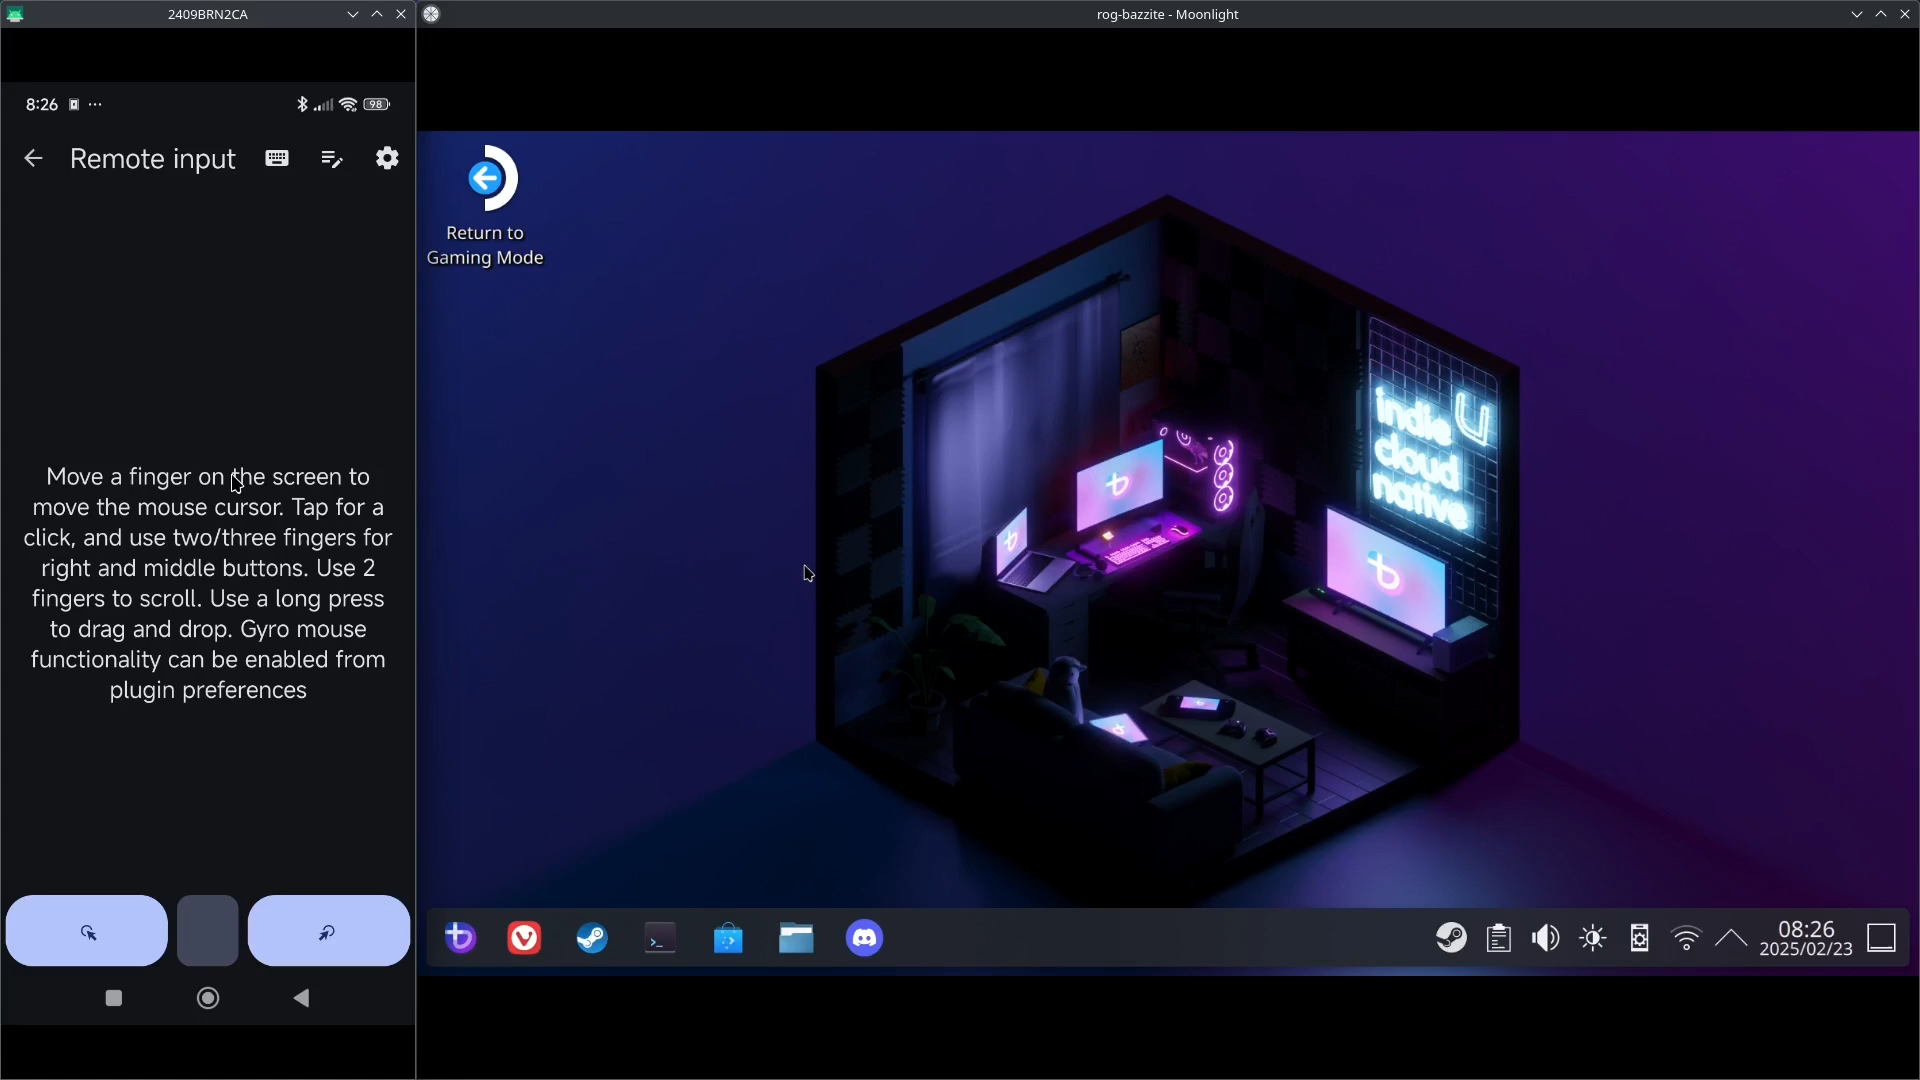 2409BRN2CA
rog-bazzite - Moonlight
8:26
98
Remote input
Move a finger on the screen to
move the mouse cursor. Tap for a
click, and use two/three fingers for
right and middle buttons. Use 2
fingers to scroll. Use a long press
to drag and drop. Gyro mouse
functionality can be enabled from
plugin preferences
Return to
Gaming Mode
indie
cloud
native
08:26
2025/02/23